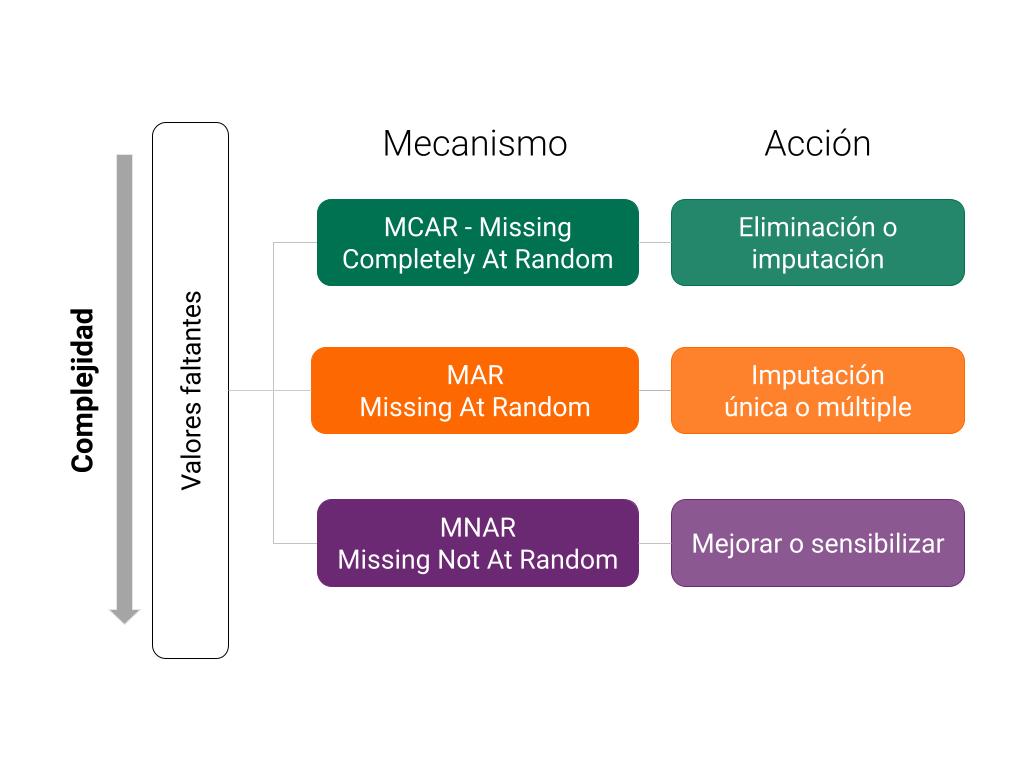 Mecanismo
Acción
MCAR - Missing
Completely At Random
Eliminación o
imputación
MAR
Missing At Random
Imputación
única o múltiple
MNAR
Missing Not At Random
Mejorar o sensibilizar
Complejidad
Valores faltantes